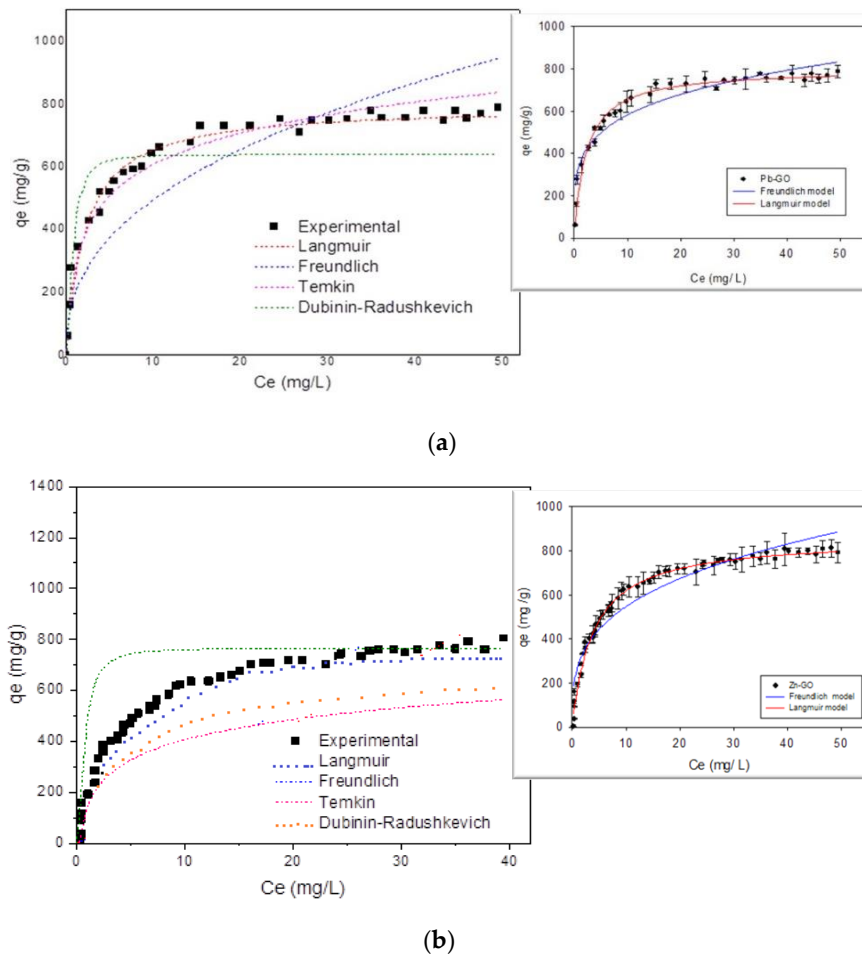 1000
800
600
400
200
0
qe (mg/g)
0
10
20
30
40
50
Ce (mg/L)
Experimental
Langmuir
Freundlich
Temkin
Dubinin-Radushkevich
1000
800
600
400
200
0
qe (mg/g)
Pb-GO
Freundlich model
Langmuir model
0
10
20
30
40
50
Ce (mg/ L)
(a)
1400
1200
1000
800
600
400
200
0
qe (mg/g)
Experimental
Langmuir
Freundlich
Temkin
Dubinin-Radushkevich
0
10
20
30
40
Ce (mg/L)
1000
800
600
400
200
0
qe (mg /g)
Zn-GO
Freundlich model
Langmuir model
0
10
20
30
40
50
Ce (mg/ L)
(b)